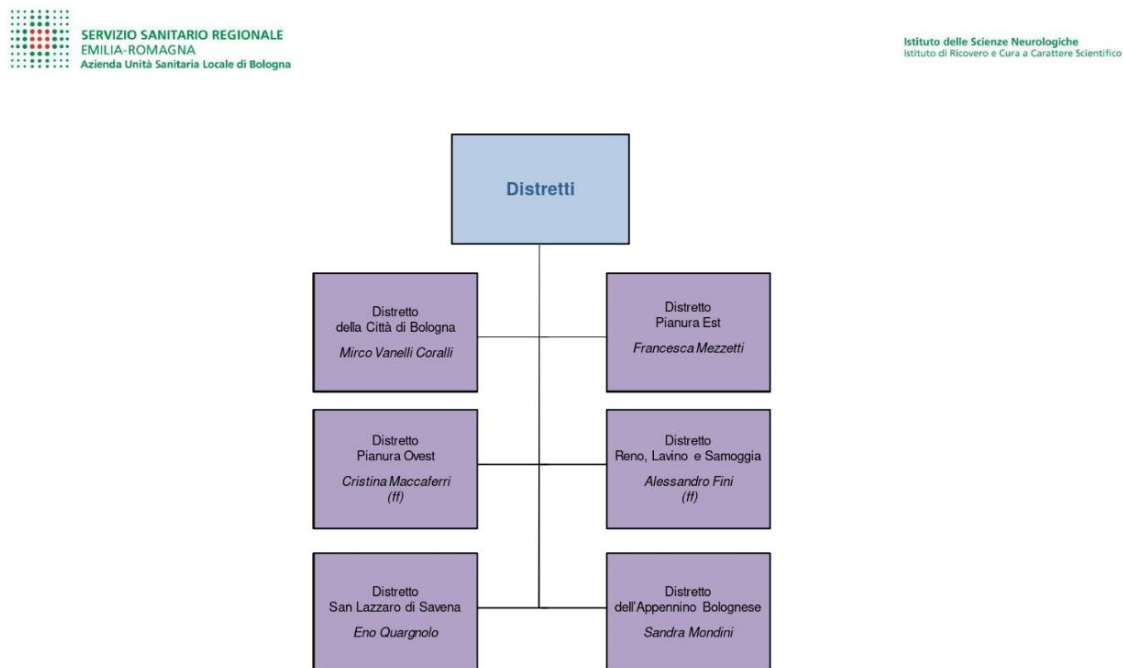 SERVIZIO SANITARIO REGIONALE
EMILIA-ROMAGNA
Azienda Unità Sanitaria Locale di Bologna
Istituto delle Scienze Neurologiche
Istituto di Ricovero e Cura a Carattere Scientifico
Distretti
Distretto
della Città di Bologna
Mirco Vanelli Coralli
Distretto
Pianura Est
Francesca Mezzetti
Distretto
Pianura Ovest
Cristina Maccaferri
(ff)
Distretto
Reno, Lavino e Samoggia
Alessandro Fini
(ff)
Distretto
San Lazzaro di Savena
Eno Quargnolo
Distretto
dell'Appennino Bolognese
Sandra Mondini